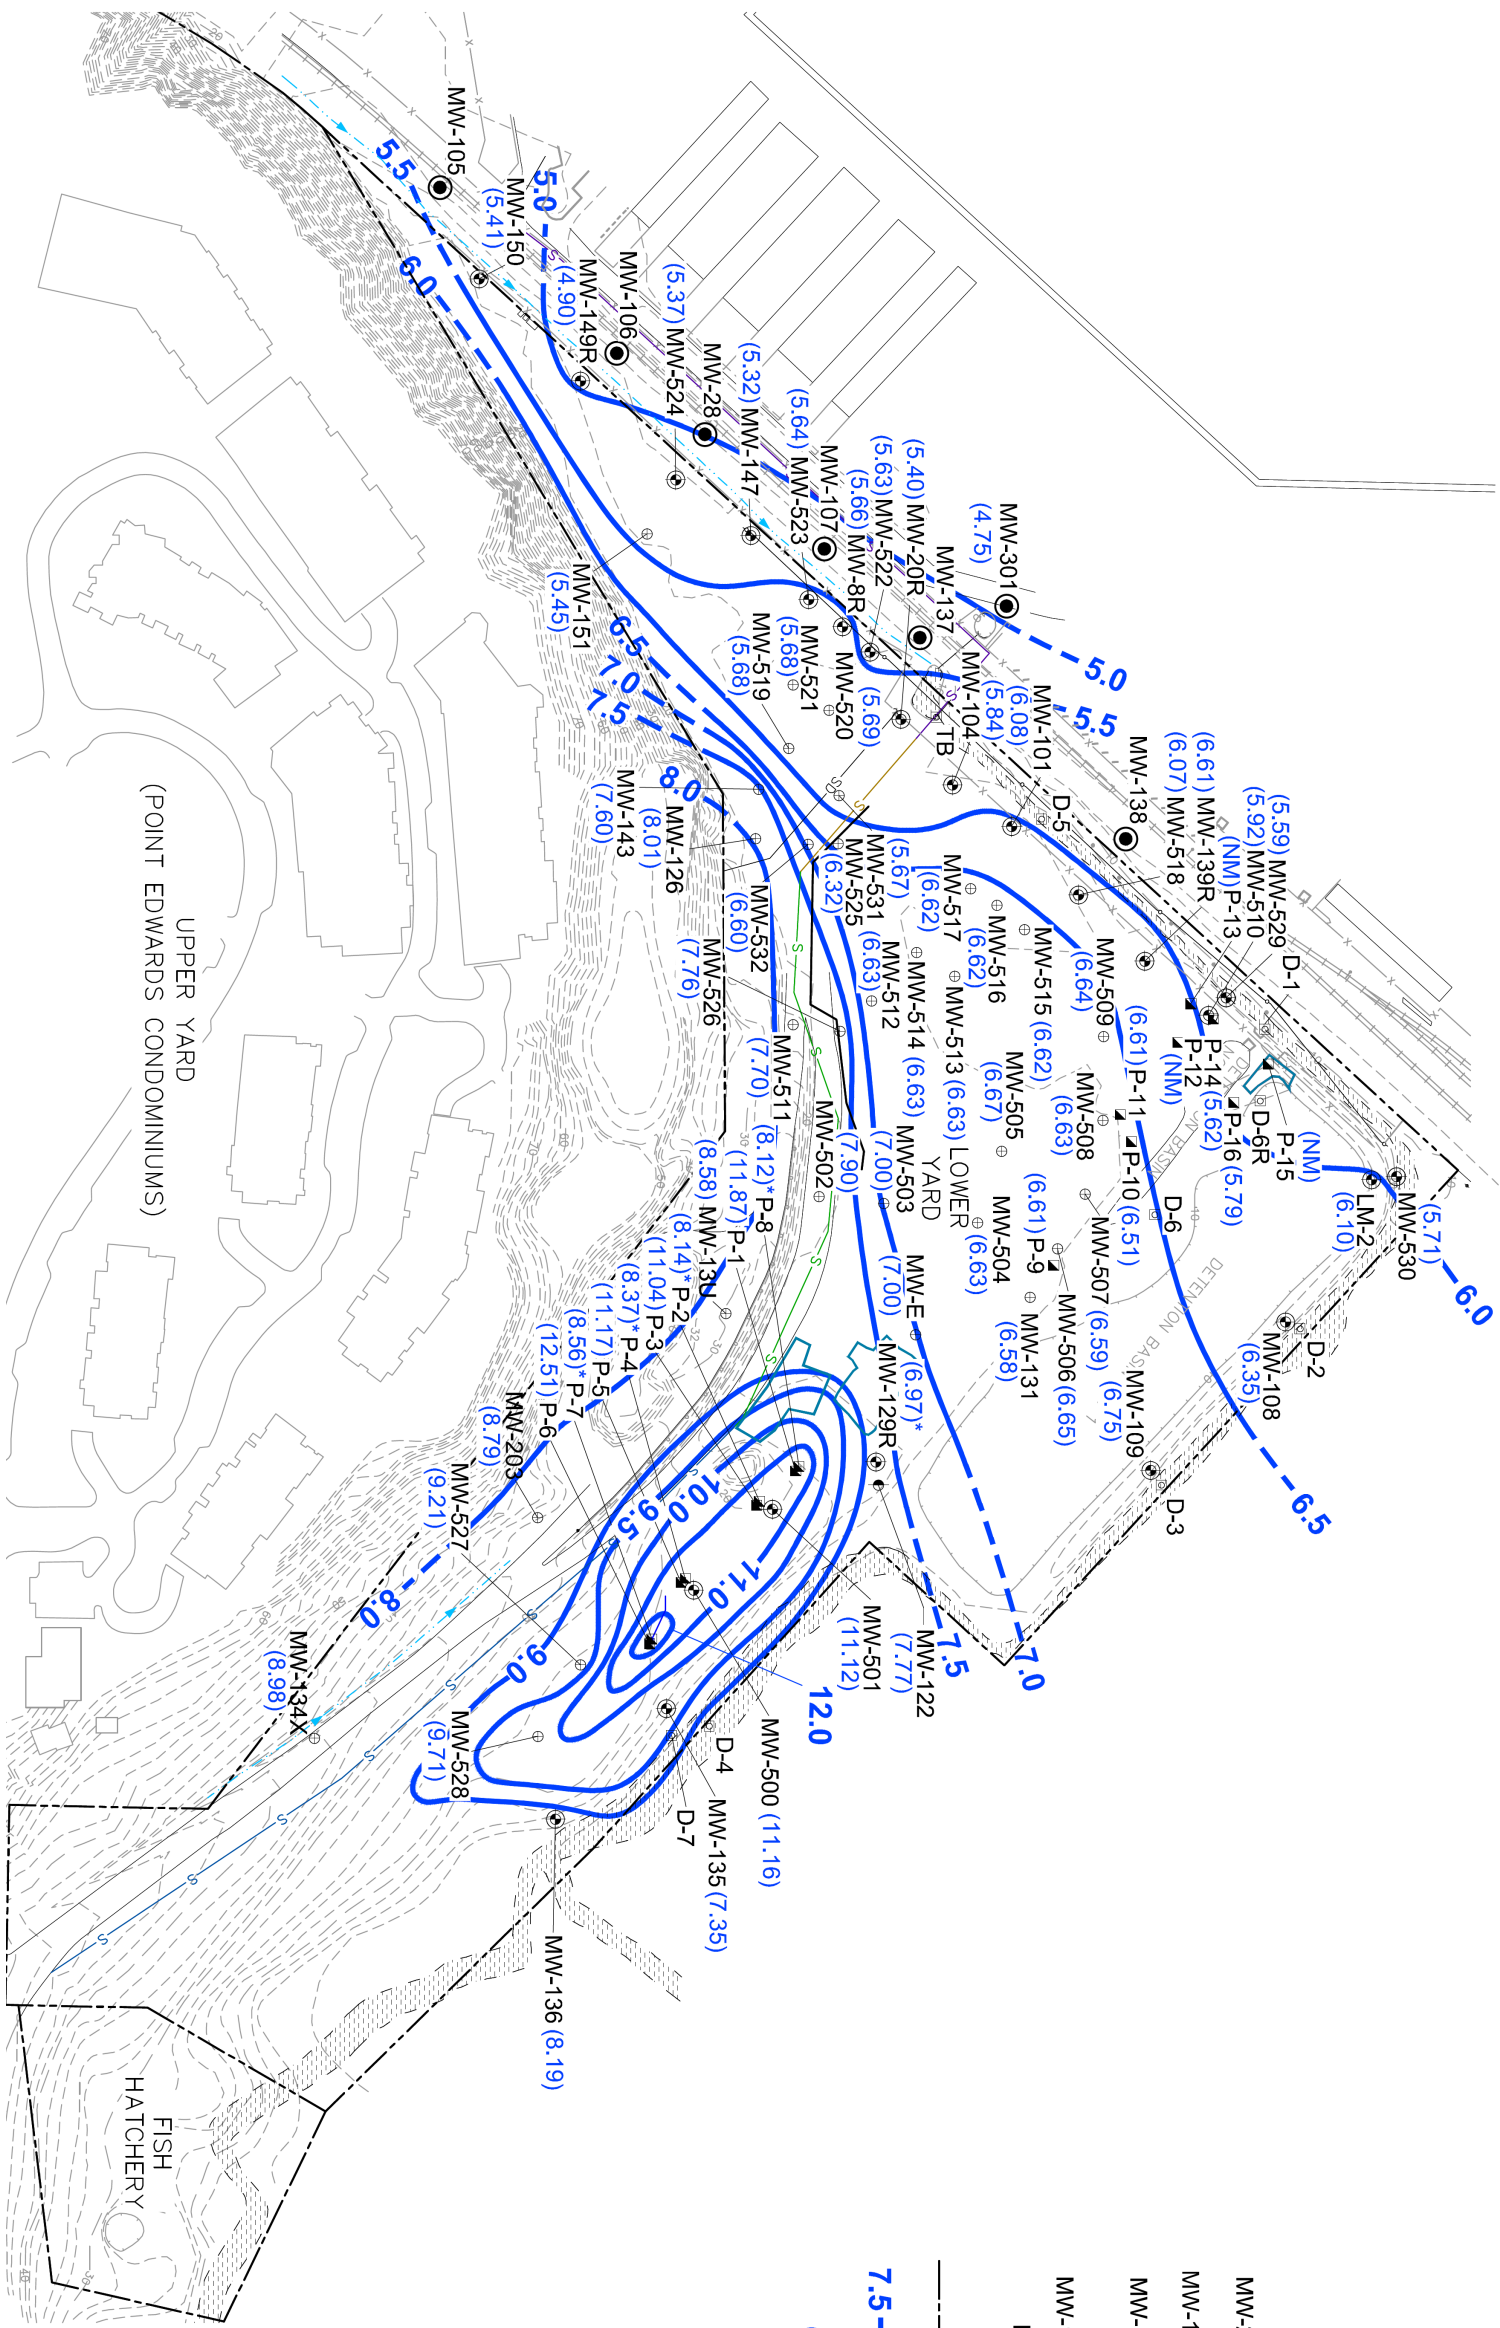 MW-105
5.5
5.0
MW-150
(5.41)
6.0
MW-149R
(4.90)
MW-106
(5.37) MW-524
MW-28
(5.32) MW-147
(5.64) MW-523
MW-107
(5.66) MW-8R
(5.63) MW-522
(5.40) MW-20R
MW-137
MW-301
(4.75)
5.0
5.5
MW-151
(5.45)
6.5
7.0
7.5
8.0
MW-519
(5.68)
MW-521
(5.68)
MW-520
(5.69)
MW-104
(5.84)
TB
MW-101
(6.08)
D-5
MW-138
(6.07) MW-518
(6.61) MW-139R
(NM) P-13
(5.92) MW-510
(5.59) MW-529
D-1
MW-143
(7.60)
MW-126
(8.01)
MW-532
(6.60)
MW-526
(7.76)
MW-525
(6.32)
MW-531
(5.67)
MW-517
(6.62)
MW-516
(6.62)
MW-515 (6.62)
MW-512
(6.63)
MW-514 (6.63)
MW-513 (6.63)
MW-509
(6.64)
MW-505
(6.67)
MW-508
(6.63)
(6.61) P-11
P-12
(NM)
P-14 (5.62)
P-16 (5.79)
D-6R
P-15
(NM)
P-10 (6.51)
D-6
LM-2
(6.10)
MW-530
(5.71)
6.0
MW-511
(7.70)
MW-502
(7.90)
MW-503
(7.00)
LOWER
YARD
MW-504
(6.63)
(6.61) P-9
MW-507 (6.59)
MW-506 (6.65)
MW-131
(6.58)
MW-E
(7.00)
DETENTION BASIN
D-2
MW-108
(6.35)
MW-109
(6.75)
D-3
6.5
(8.12)* P-8
(11.87) P-1
(8.58) MW-13U
(8.14)* P-2
(11.04) P-3
(8.37)* P-4
(11.17) P-5
(8.56)* P-7
(12.51) P-6
MW-203
(8.79)
MW-527
(9.21)
MW-129R
(6.97)*
10.0
9.5
11.0
9.0
8.0
MW-501
(11.12)
MW-122
(7.77)
7.5
7.0
12.0
MW-134X
(8.98)
MW-528
(9.71)
D-4
MW-500 (11.16)
D-7
MW-135 (7.35)
MW-136 (8.19)
UPPER YARD
(POINT EDWARDS CONDOMINIUMS)
FISH
HATCHERY
7.5